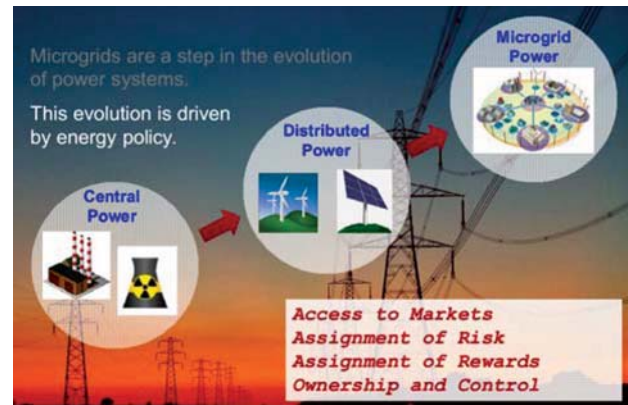 Microgrids are a step in the evolution
of power systems.
This evolution is driven
by energy policy.
Central
Power
Distributed
Power
Microgrid
Power
Access to Markets
Assignment of Risk
Assignment of Rewards
Ownership and Control